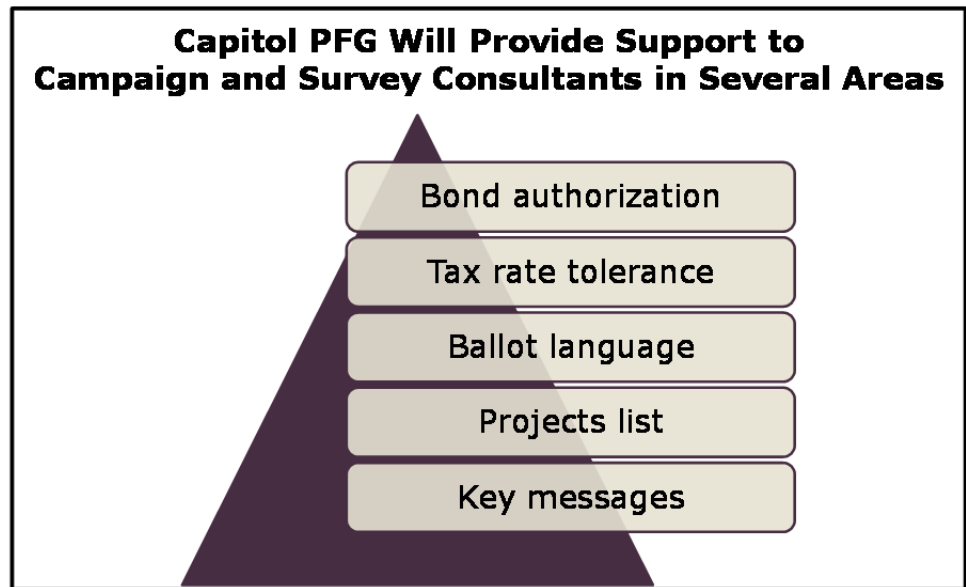 Capitol PFG Will Provide Support to
Campaign and Survey Consultants in Several Areas
Bond authorization
Tax rate tolerance
Ballot language
Projects list
Key messages